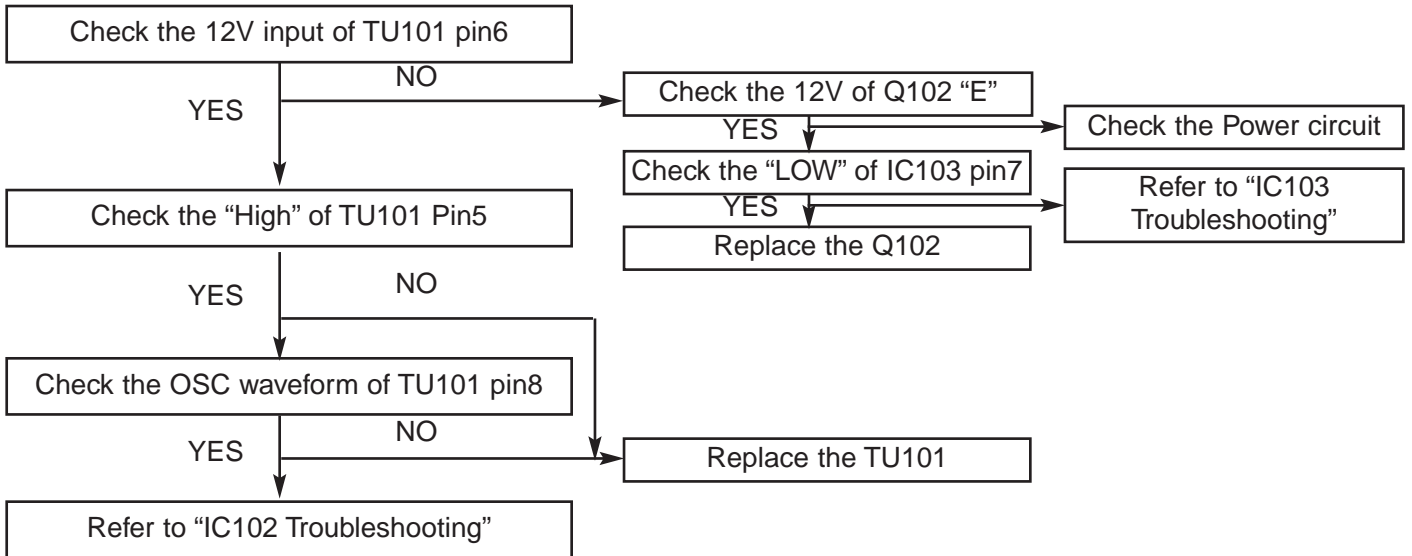 Check the 12V input of TU101 pin6
NO
YES
Check the 12V of Q102 “E”
YES
Check the Power circuit
Check the “LOW” of IC103 pin7
YES
Refer to “IC103
Troubleshooting”
Replace the Q102
Check the “High” of TU101 Pin5
YES
NO
Check the OSC waveform of TU101 pin8
YES
NO
Replace the TU101
Refer to “IC102 Troubleshooting”